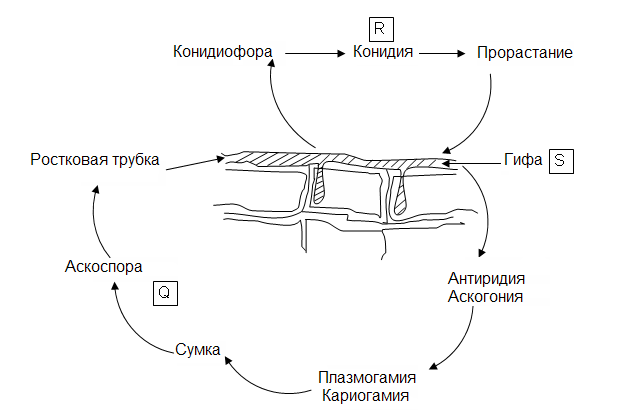 R
Конидиофора Конидия Прорастание
Ростковая трубка Гифа S
Аскоспора Антиридия
Q Аскогония
Сумка
Плазмогамия
Кариогамия